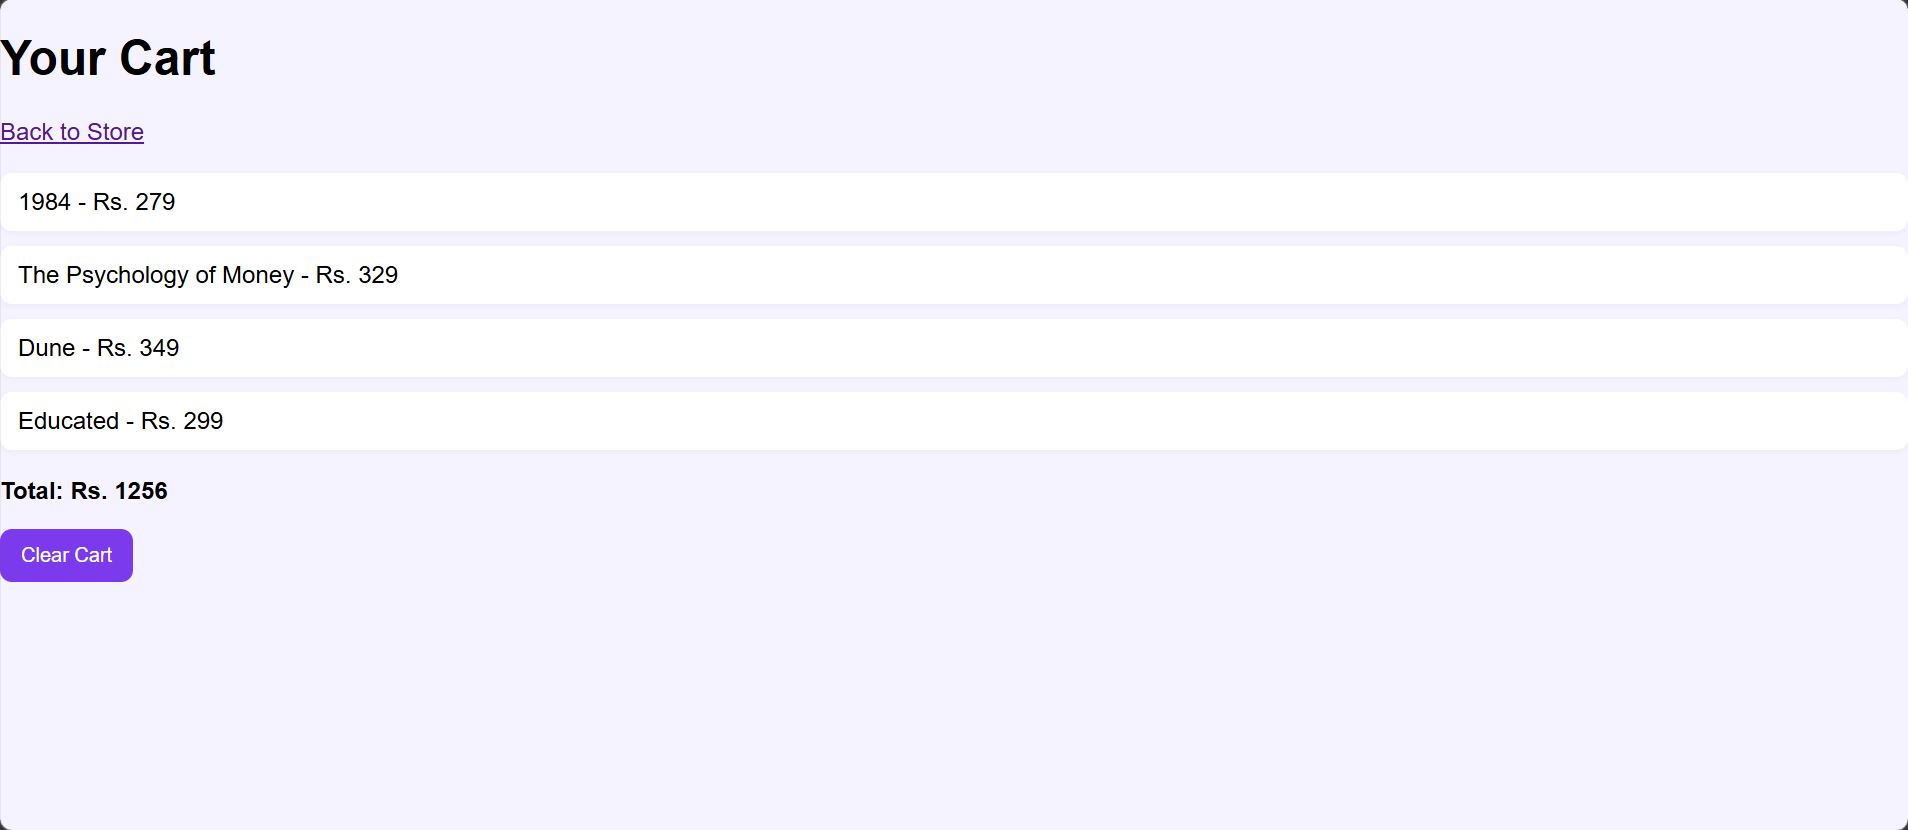 Your Cart
Back to Store
1984 - Rs. 279
The Psychology of Money - Rs. 329
Dune - Rs. 349
Educated - Rs. 299
Total: Rs. 1256
Clear Cart